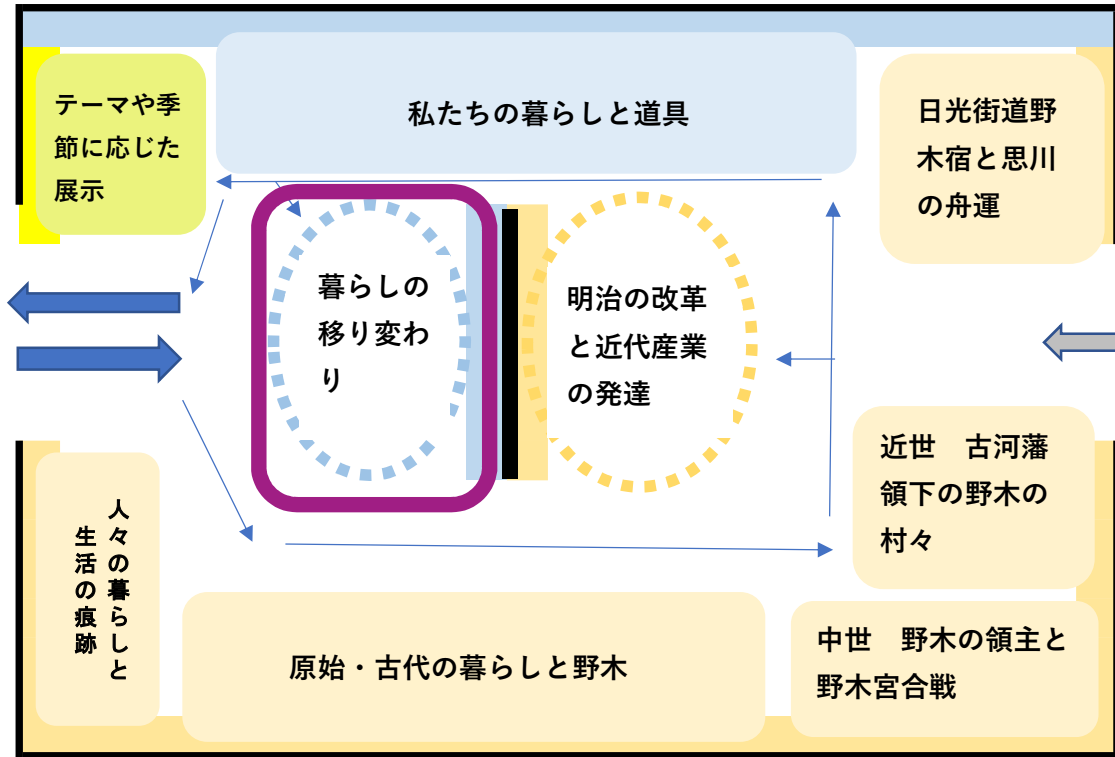 テーマや季
節に応じた
展示
私たちの暮らしと道具
日光街道野
木宿と思川
の舟運
暮らしの
移り変わ
り
明治の改革
と近代産業
の発達
近世　古河藩
領下の野木の
村々
人々の暮らしと
生活の痕跡
原始・古代の暮らしと野木
中世　野木の領主と
野木宮合戦